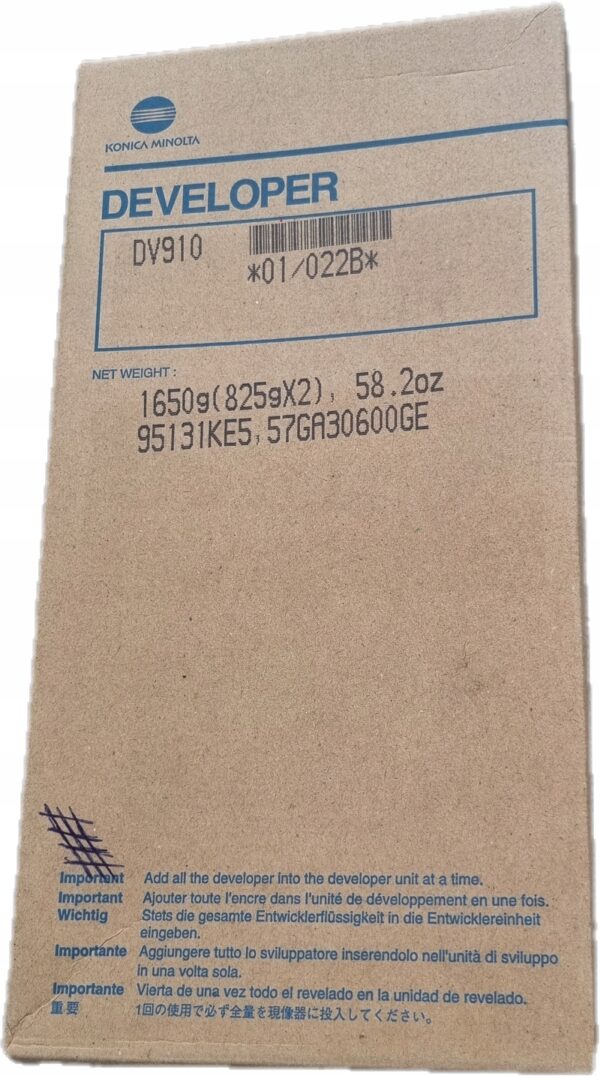 KONICA MINOLTA
DEVELOPER
DV910
*01/022B*
NET WEIGHT :
1650g(825gX2), 58.2oz
95131KE5,57GA30600GE
Important Add all the developer into the developer unit at a time.
Important Ajouter toute l'encre dans l'unité de développement en une fois.
Wichtig Stets die gesamte Entwicklerflüssigkeit in die Entwicklereinheit
eingeben.
Importante Aggiungere tutto lo sviluppatore inserendolo nell'unità di sviluppo
in una volta sola.
Importante Vierta de una vez todo el revelado en la unidad de revelado.
重要 1回の使用で必ず全量を現像器に投入してください。